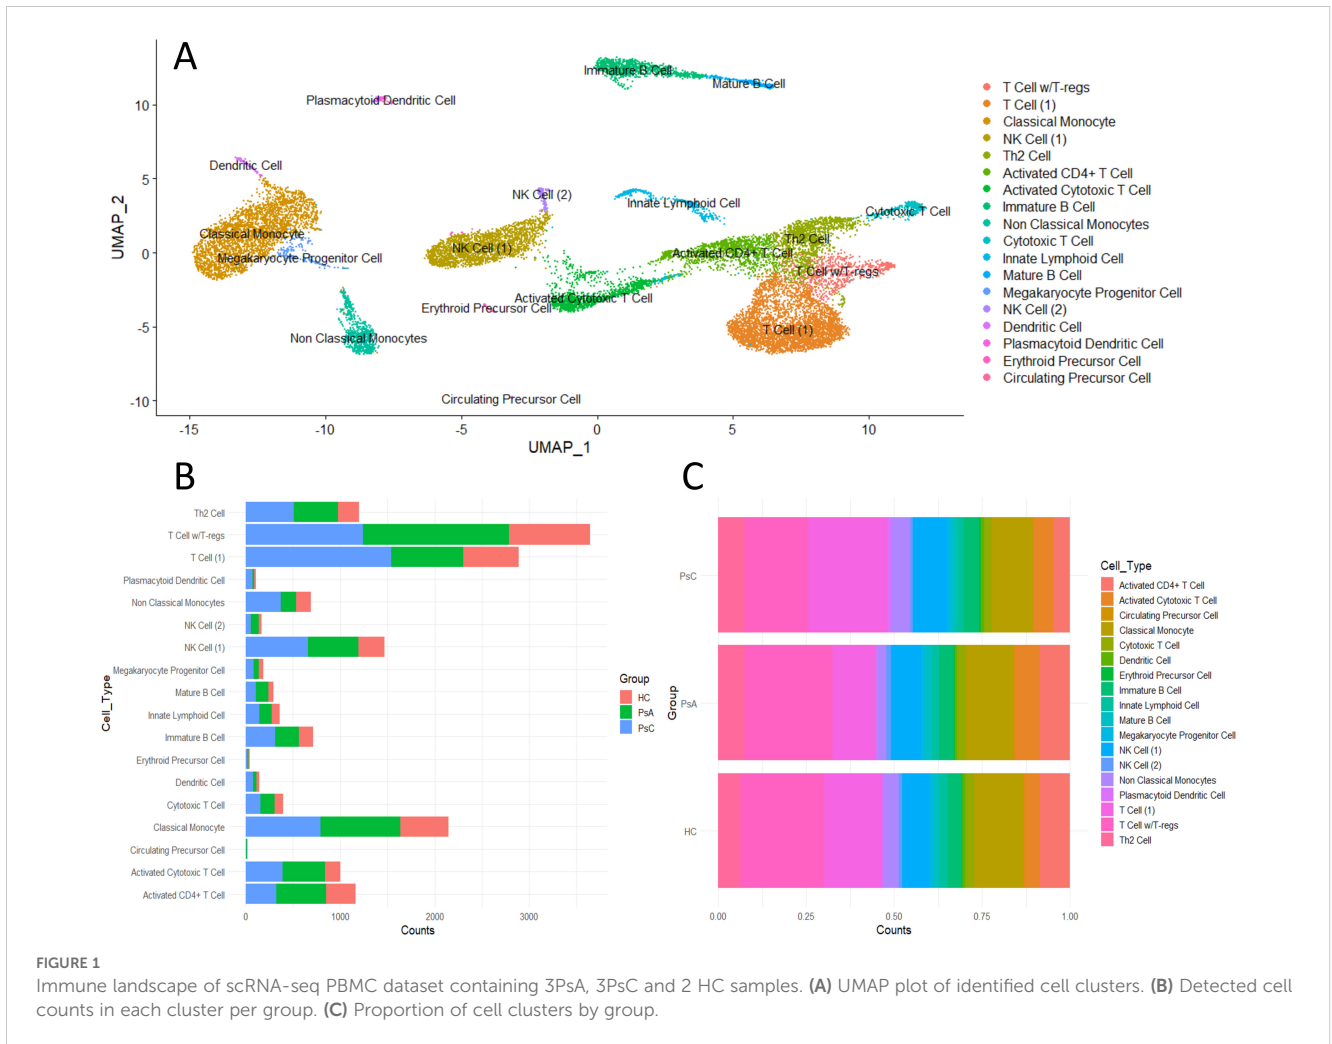 A
Immature B Cell
Mature B Cell
Plasmacytoid Dendritic Cell
Dendritic Cell
NK Cell (2)
Innate Lymphoid Cell
Cytotoxic T Cell
Classical Monocyte
NK Cell (1)
Th2 Cell
Activated CD4+ T Cell
Megakaryocyte Progenitor Cell
T Cell w/T-regs
Activated Cytotoxic T Cell
Erythroid Precursor Cell
T Cell (1)
Non Classical Monocytes
Circulating Precursor Cell
10
5
0
-5
-10
UMAP_2
-15
-10
-5
0
5
10
UMAP_1
T Cell w/T-regs
T Cell (1)
Classical Monocyte
NK Cell (1)
Th2 Cell
Activated CD4+ T Cell
Activated Cytotoxic T Cell
Immature B Cell
Non Classical Monocytes
Cytotoxic T Cell
Innate Lymphoid Cell
Mature B Cell
Megakaryocyte Progenitor Cell
NK Cell (2)
Dendritic Cell
Plasmacytoid Dendritic Cell
Erythroid Precursor Cell
Circulating Precursor Cell
B
Cell_Type
Th2 Cell
T Cell w/T-regs
T Cell (1)
Plasmacytoid Dendritic Cell
Non Classical Monocytes
NK Cell (2)
NK Cell (1)
Megakaryocyte Progenitor Cell
Mature B Cell
Innate Lymphoid Cell
Immature B Cell
Erythroid Precursor Cell
Dendritic Cell
Cytotoxic T Cell
Classical Monocyte
Circulating Precursor Cell
Activated Cytotoxic T Cell
Activated CD4+ T Cell
0
1000
2000
3000
Counts
Group
HC
PsA
PsC
C
Group
PsC
PsA
HC
0.00
0.25
0.50
0.75
1.00
Counts
Cell_Type
Activated CD4+ T Cell
Activated Cytotoxic T Cell
Circulating Precursor Cell
Classical Monocyte
Cytotoxic T Cell
Dendritic Cell
Erythroid Precursor Cell
Immature B Cell
Innate Lymphoid Cell
Mature B Cell
Megakaryocyte Progenitor Cell
NK Cell (1)
NK Cell (2)
Non Classical Monocytes
Plasmacytoid Dendritic Cell
T Cell (1)
T Cell w/T-regs
Th2 Cell
FIGURE 1
Immune landscape of scRNA-seq PBMC dataset containing 3PsA, 3PsC and 2 HC samples. (A) UMAP plot of identified cell clusters. (B) Detected cell
counts in each cluster per group. (C) Proportion of cell clusters by group.